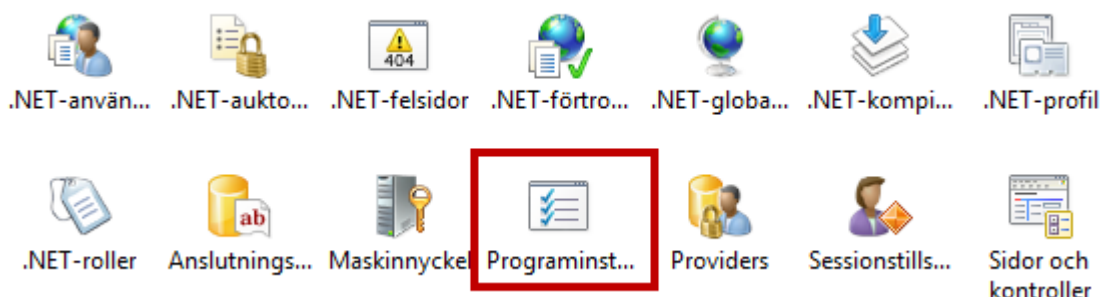 404
.NET-använ... .NET-aukto... .NET-felsidor .NET-förtro... .NET-globa... .NET-kompi... .NET-profil
ab
.NET-roller Anslutnings... Maskinnyckel Programinst... Providers Sessionstills... Sidor och
kontroller